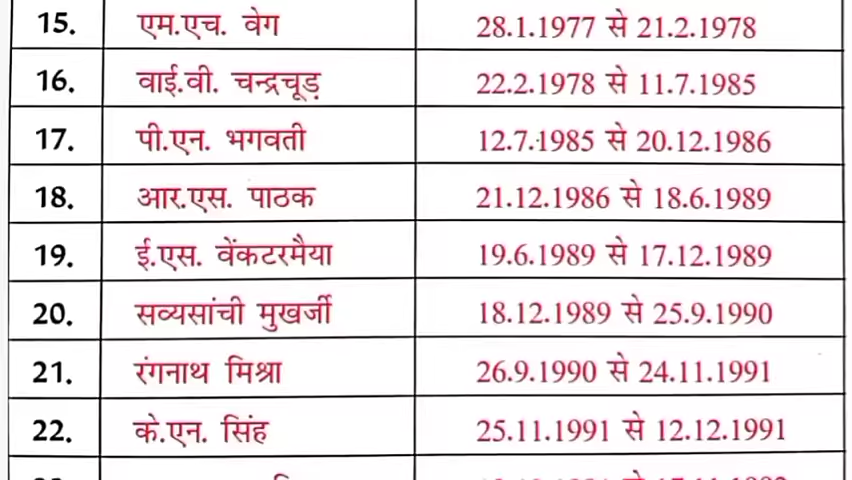 15. एम.एच. वेग 28.1.1977 से 21.2.1978
16. वाई.वी. चन्द्रचूड़ 22.2.1978 से 11.7.1985
17. पी.एन. भगवती 12.7.1985 से 20.12.1986
18. आर.एस. पाठक 21.12.1986 से 18.6.1989
19. ई.एस. वेंकटरमैया 19.6.1989 से 17.12.1989
20. सव्यसांची मुखर्जी 18.12.1989 से 25.9.1990
21. रंगनाथ मिश्रा 26.9.1990 से 24.11.1991
22. के.एन. सिंह 25.11.1991 से 12.12.1991